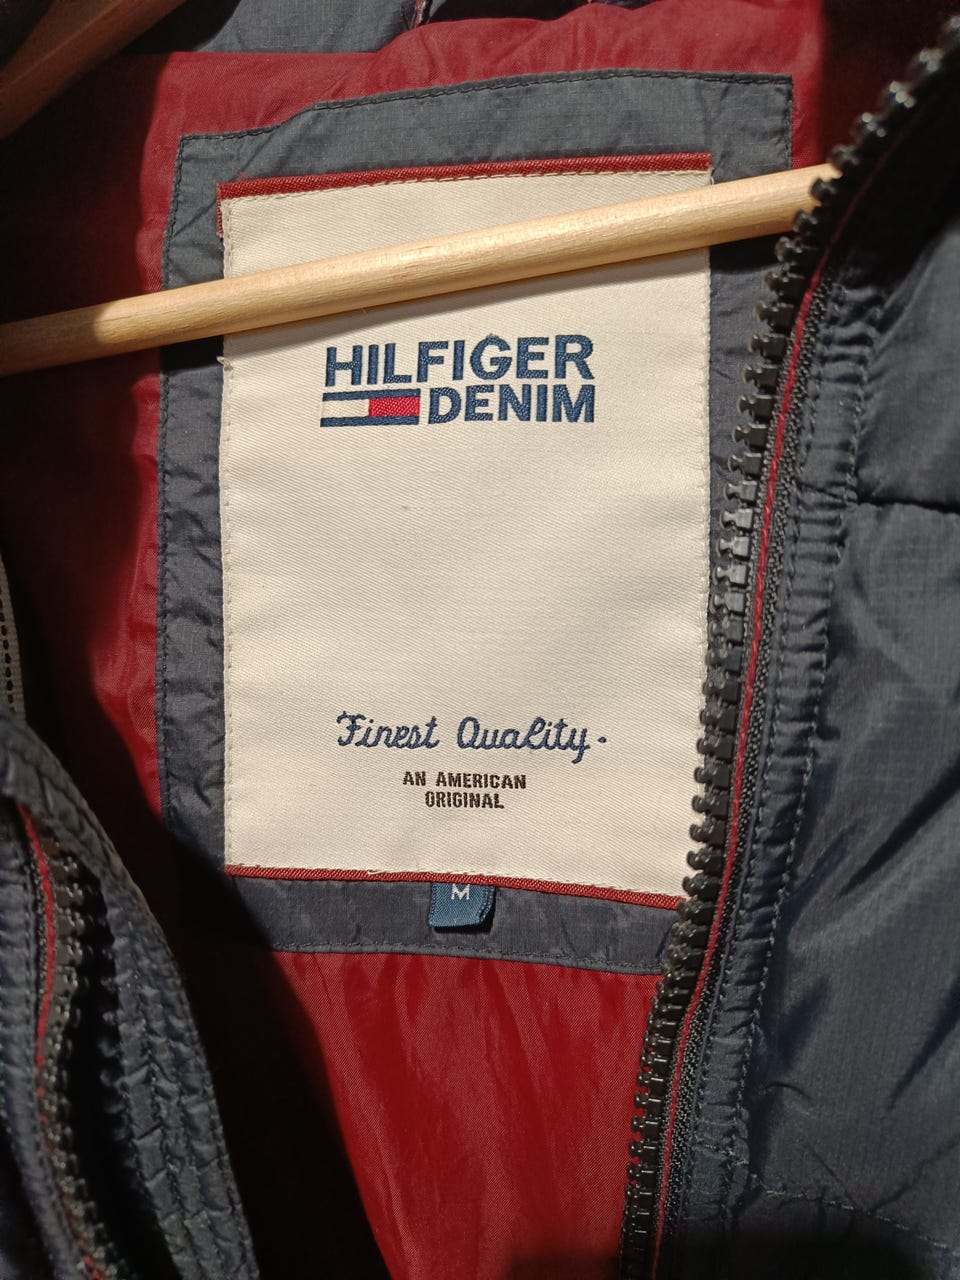 HILFIGER
DENIM
Finest Quality.
AN AMERICAN
ORIGINAL
M